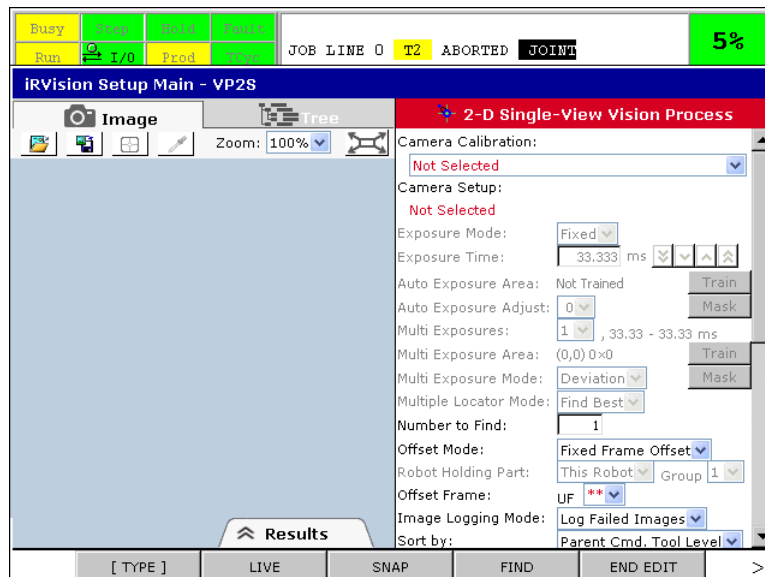 Busy Step Hold Fault
Run I/O Prod TCyc
JOB LINE 0 T2 ABORTED JOINT
5%
iRVision Setup Main - VP2S
Image Tree
Zoom: 100%
2-D Single-View Vision Process
Camera Calibration:
Not Selected
Camera Setup:
Not Selected
Exposure Mode: Fixed
Exposure Time: 33.333 ms
Auto Exposure Area: Not Trained Train
Auto Exposure Adjust: 0 Mask
Multi Exposures: 1 , 33.33 - 33.33 ms
Multi Exposure Area: (0,0) 0×0 Train
Multi Exposure Mode: Deviation Mask
Multiple Locator Mode: Find Best
Number to Find: 1
Offset Mode: Fixed Frame Offset
Robot Holding Part: This Robot Group 1
Offset Frame: UF **
Image Logging Mode: Log Failed Images
Sort by: Parent Cmd. Tool Level
Results
[ TYPE ] LIVE SNAP FIND END EDIT >